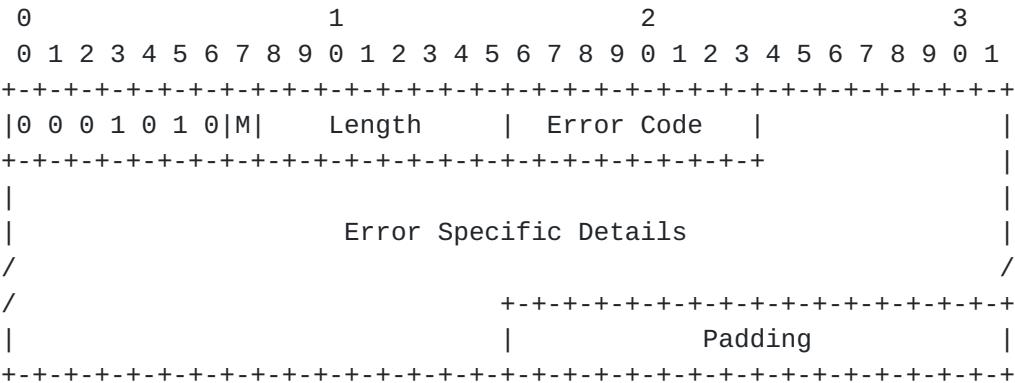 0                   1                   2                   3
 0 1 2 3 4 5 6 7 8 9 0 1 2 3 4 5 6 7 8 9 0 1 2 3 4 5 6 7 8 9 0 1
+-+-+-+-+-+-+-+-+-+-+-+-+-+-+-+-+-+-+-+-+-+-+-+-+-+-+-+-+-+-+-+-+
|0 0 0 1 0 1 0|M|    Length     |  Error Code   |               |
+-+-+-+-+-+-+-+-+-+-+-+-+-+-+-+-+-+-+-+-+-+-+-+-+               |
|                                                               |
|                     Error Specific Details                    |
/                                                               /
/                               +-+-+-+-+-+-+-+-+-+-+-+-+-+-+-+-+
|                               |            Padding            |
+-+-+-+-+-+-+-+-+-+-+-+-+-+-+-+-+-+-+-+-+-+-+-+-+-+-+-+-+-+-+-+-+